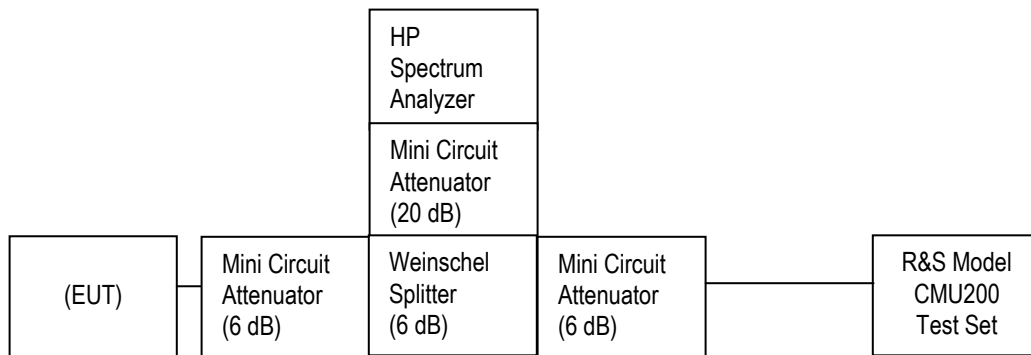 HP
Spectrum
Analyzer
Mini Circuit
Attenuator
(20 dB)
(EUT)
Mini Circuit
Attenuator
(6 dB)
Weinschel
Splitter
(6 dB)
Mini Circuit
Attenuator
(6 dB)
R&S Model
CMU200
Test Set